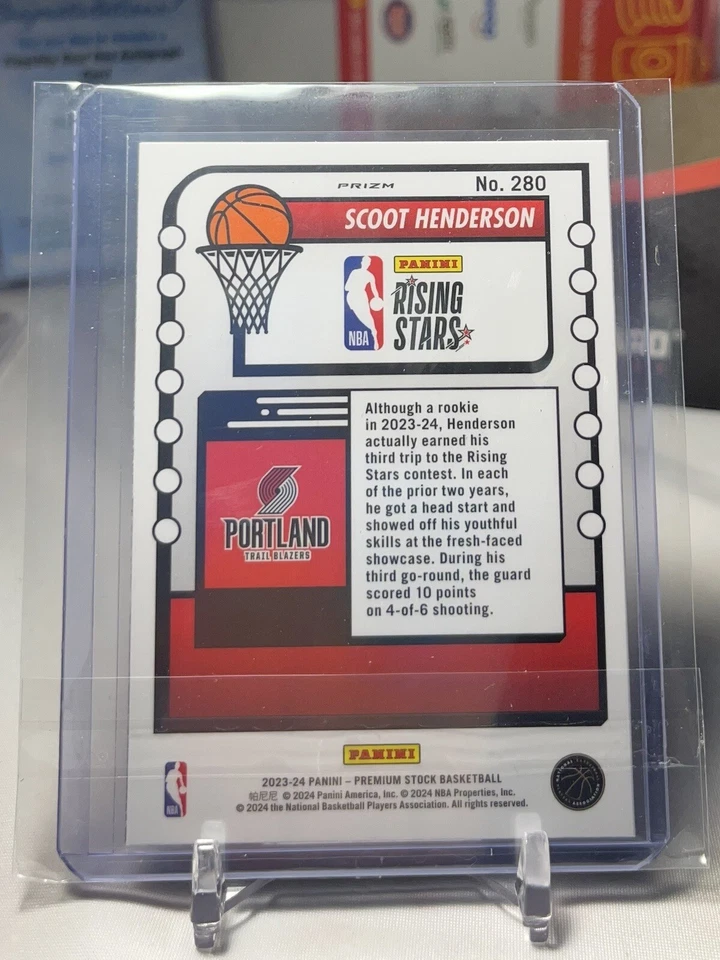 PRIZM
No. 280
SCOOT HENDERSON
PANINI
NBA
RISING
STARS
Although a rookie
in 2023-24, Henderson
actually earned his
third trip to the Rising
Stars contest. In each
of the prior two years,
he got a head start and
showed off his youthful
skills at the fresh-faced
showcase. During his
third go-round, the guard
scored 10 points
on 4-of-6 shooting.
PORTLAND
TRAIL BLAZERS
PANINI
2023-24 PANINI – PREMIUM STOCK BASKETBALL
帕尼尼 © 2024 Panini America, Inc. © 2024 NBA Properties, Inc.
© 2024 the National Basketball Players Association. All rights reserved.
NBA